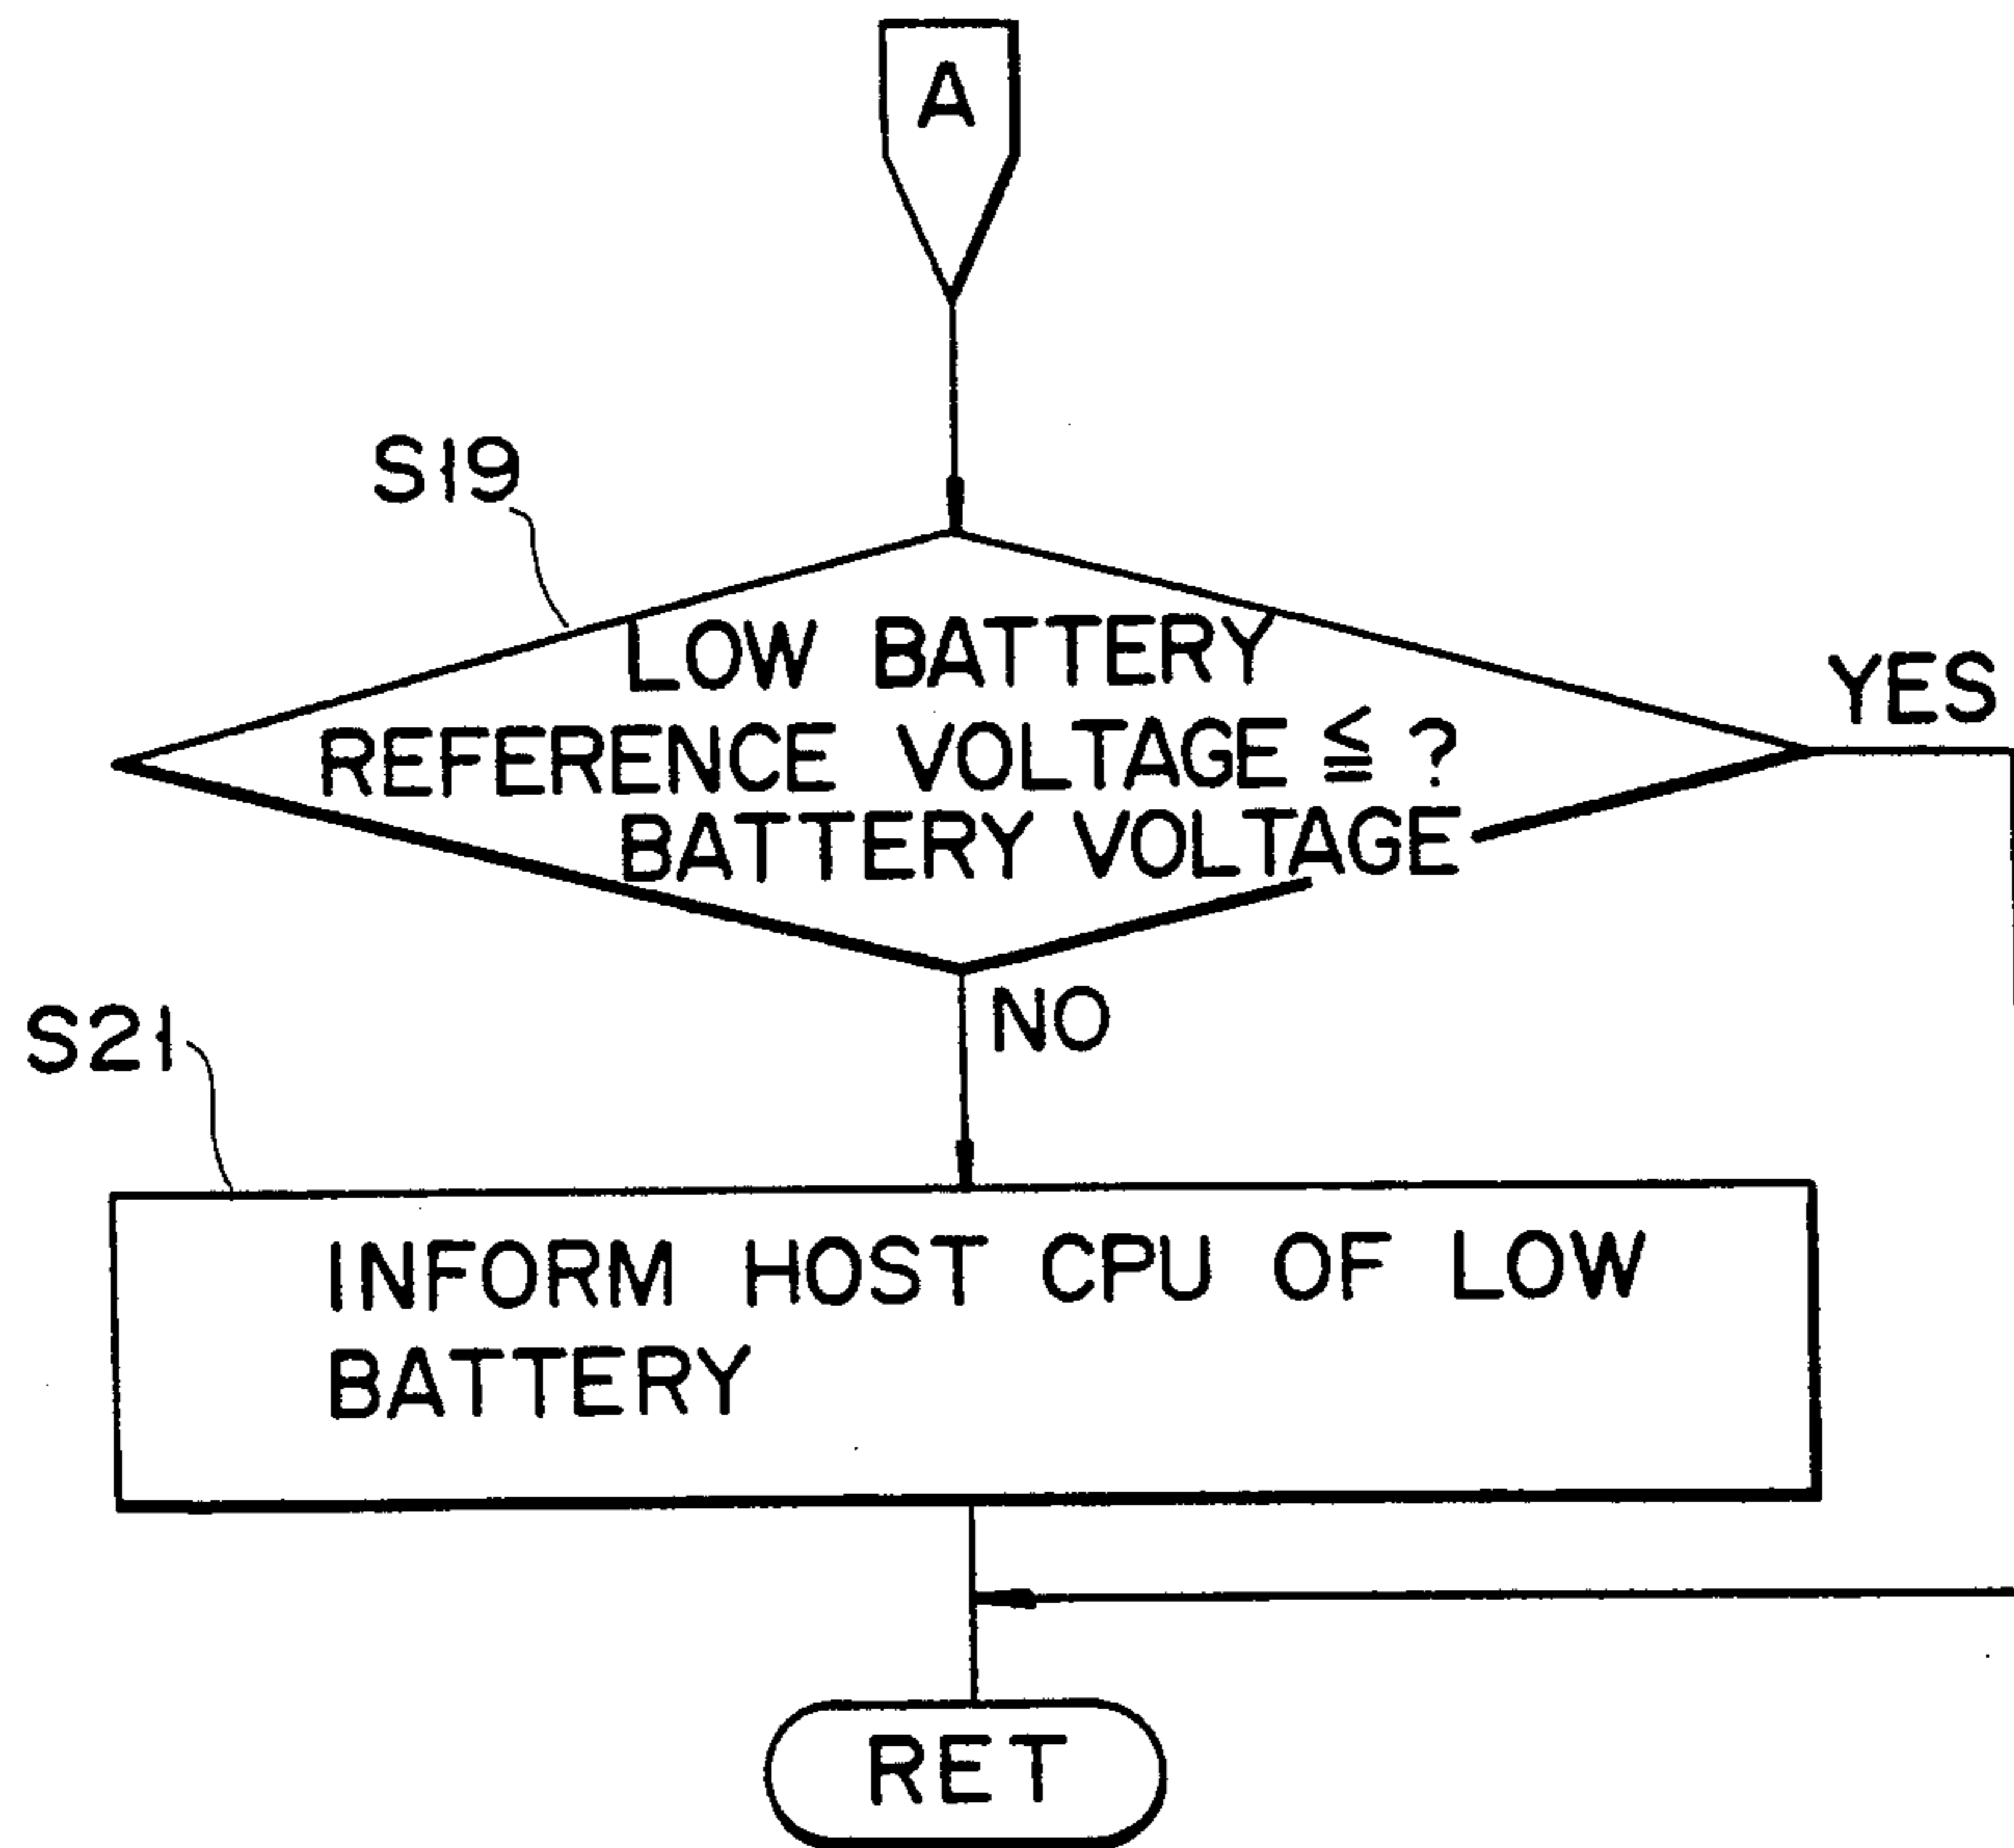 A
S19
LOW BATTERY
REFERENCE VOLTAGE ≦ ?
BATTERY VOLTAGE
YES
NO
S21
INFORM HOST CPU OF LOW
BATTERY
RET